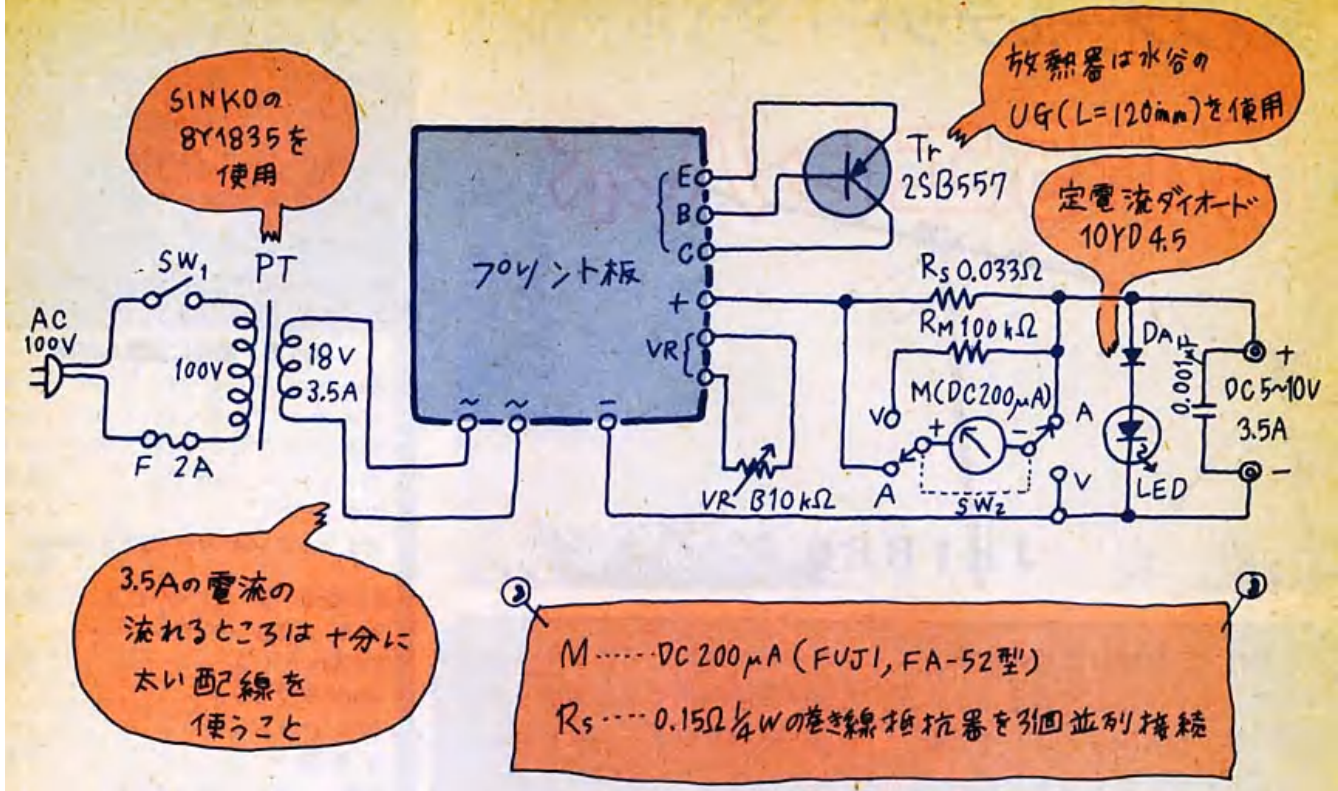 SINKOの
8Y1835を
使用
放熱器は水谷の
UG(L=120mm)を使用
Tr
2SB557
定電流ダイオード
10YD4.5
E
B
C
+
VR
プリント板
~
~
-
SW₁
PT
AC
100V
100V
18V
3.5A
F 2A
Rs 0.033Ω
RM 100kΩ
M(DC200μA)
V
+
-
A
A
V
SW₂
VR B10kΩ
DA
LED
0.001μF
+
DC5~10V
3.5A
-
3.5Aの電流の
流れるところは十分に
太い配線を
使うこと
M……DC200μA(FUJI,FA-52型)
Rs‥‥0.15Ω¼Wの巻き線抵抗器を
並列接続